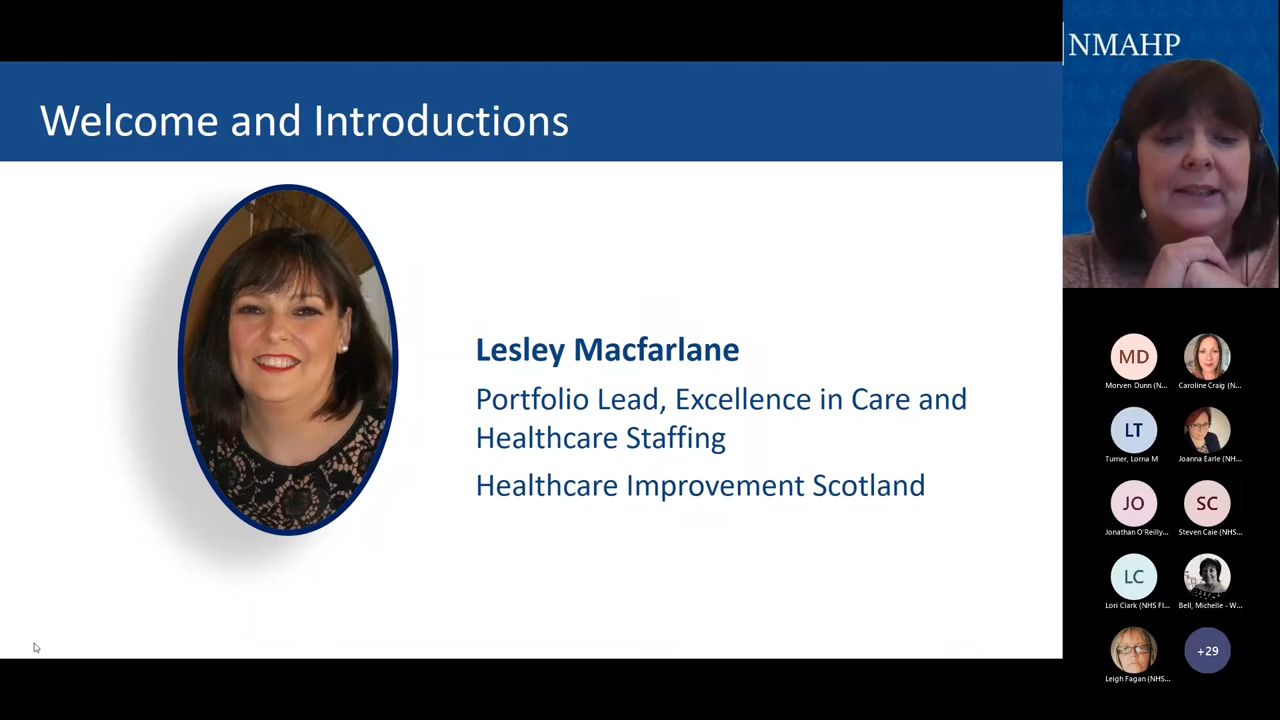 Welcome and Introductions
Lesley Macfarlane
Portfolio Lead, Excellence in Care and
Healthcare Staffing
Healthcare Improvement Scotland
NMAHP
MD
Morven Dunn (N...
Caroline Craig (N...
LT
Turner, Lorna M
Joanna Earle (NH...
JO
Jonathan O'Reilly...
SC
Steven Caie (NHS...
LC
Lori Clark (NHS Fl...
Bell, Michelle - W...
Leigh Fagan (NHS...
+29